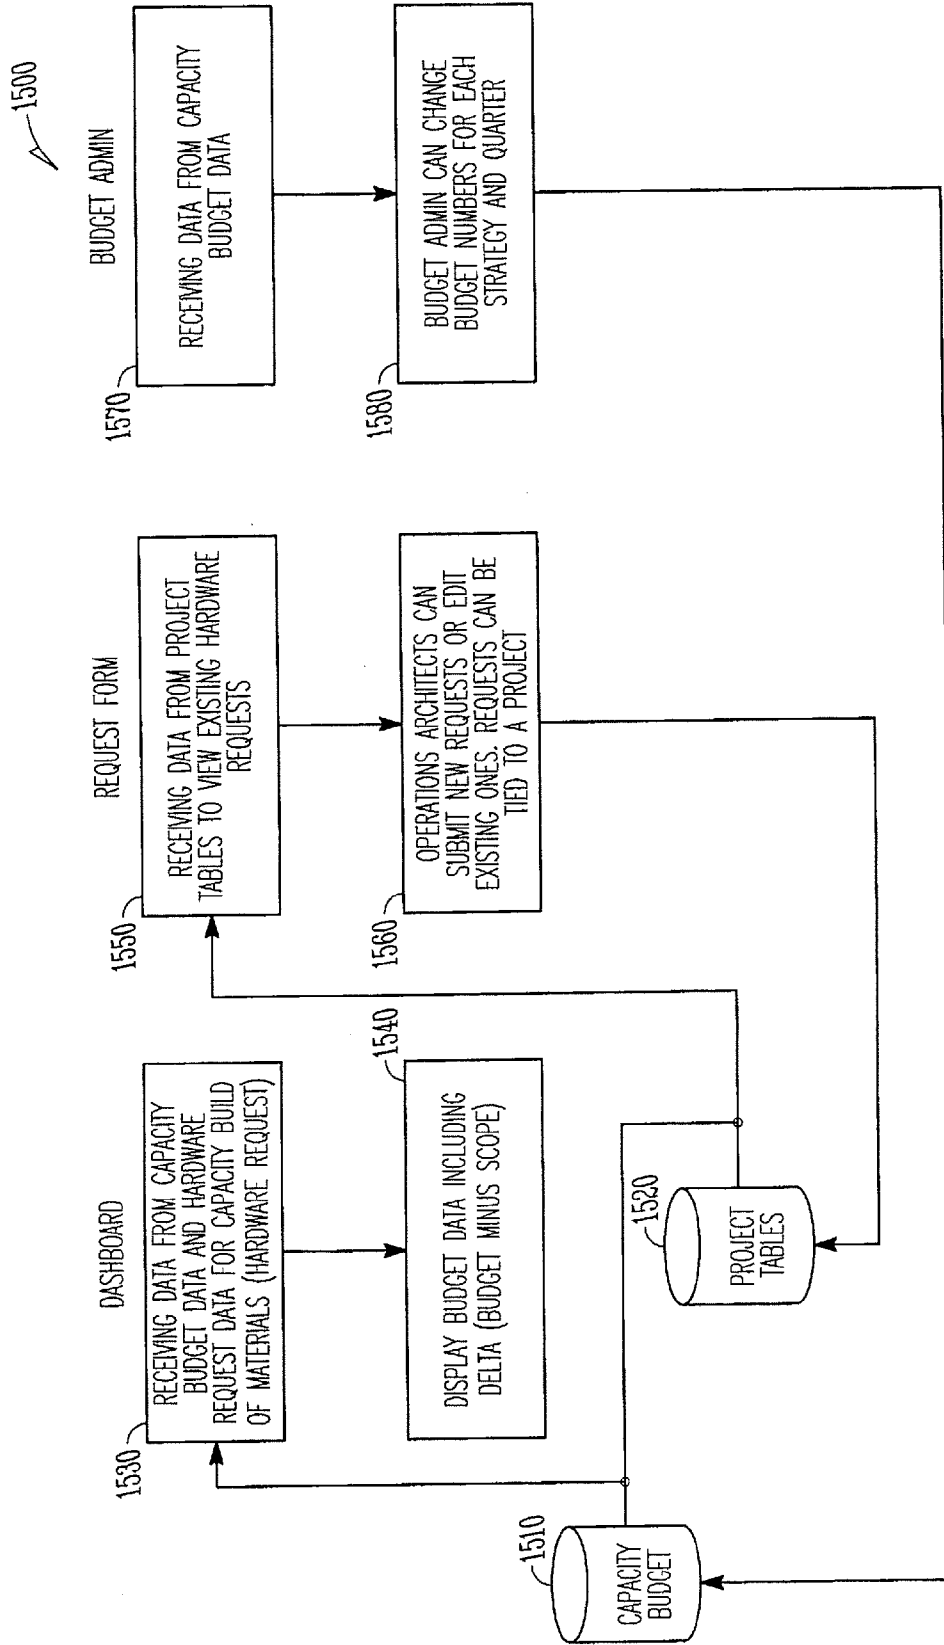 1500
DASHBOARD
1530
RECEIVING DATA FROM CAPACITY
BUDGET DATA AND HARDWARE
REQUEST DATA FOR CAPACITY BUILD
OF MATERIALS (HARDWARE REQUEST)
1540
DISPLAY BUDGET DATA INCLUDING
DELTA (BUDGET MINUS SCOPE)
REQUEST FORM
1550
RECEIVING DATA FROM PROJECT
TABLES TO VIEW EXISTING HARDWARE
REQUESTS
1560
OPERATIONS ARCHITECTS CAN
SUBMIT NEW REQUESTS OR EDIT
EXISTING ONES. REQUESTS CAN BE
TIED TO A PROJECT
BUDGET ADMIN
1570
RECEIVING DATA FROM CAPACITY
BUDGET DATA
1580
BUDGET ADMIN CAN CHANGE
BUDGET NUMBERS FOR EACH
STRATEGY AND QUARTER
1510
CAPACITY
BUDGET
1520
PROJECT
TABLES